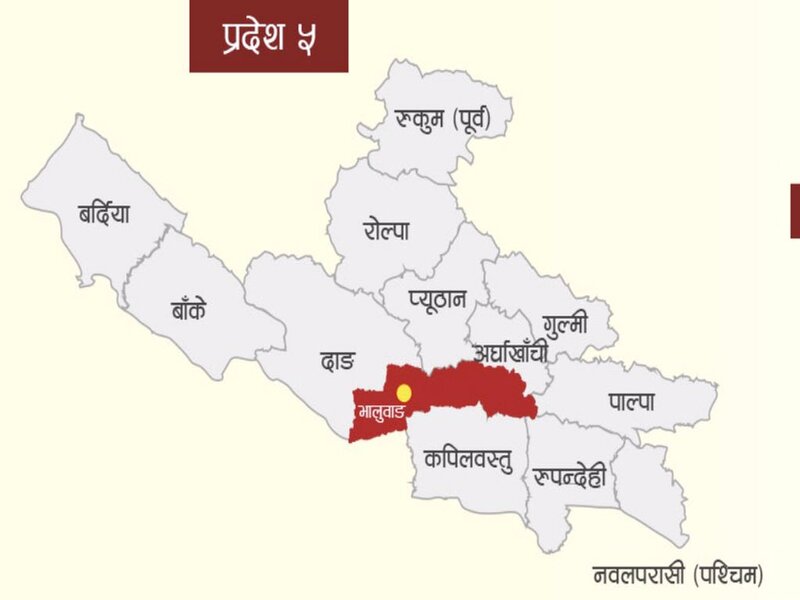 प्रदेश ५
रुकुम (पूर्व)
बर्दिया
रोल्पा
बाँके
प्यूठान
गुल्मी
दाङ
अर्घाखाँची
पाल्पा
भालुवाङ
कपिलवस्तु
रुपन्देही
नवलपरासी (पश्चिम)